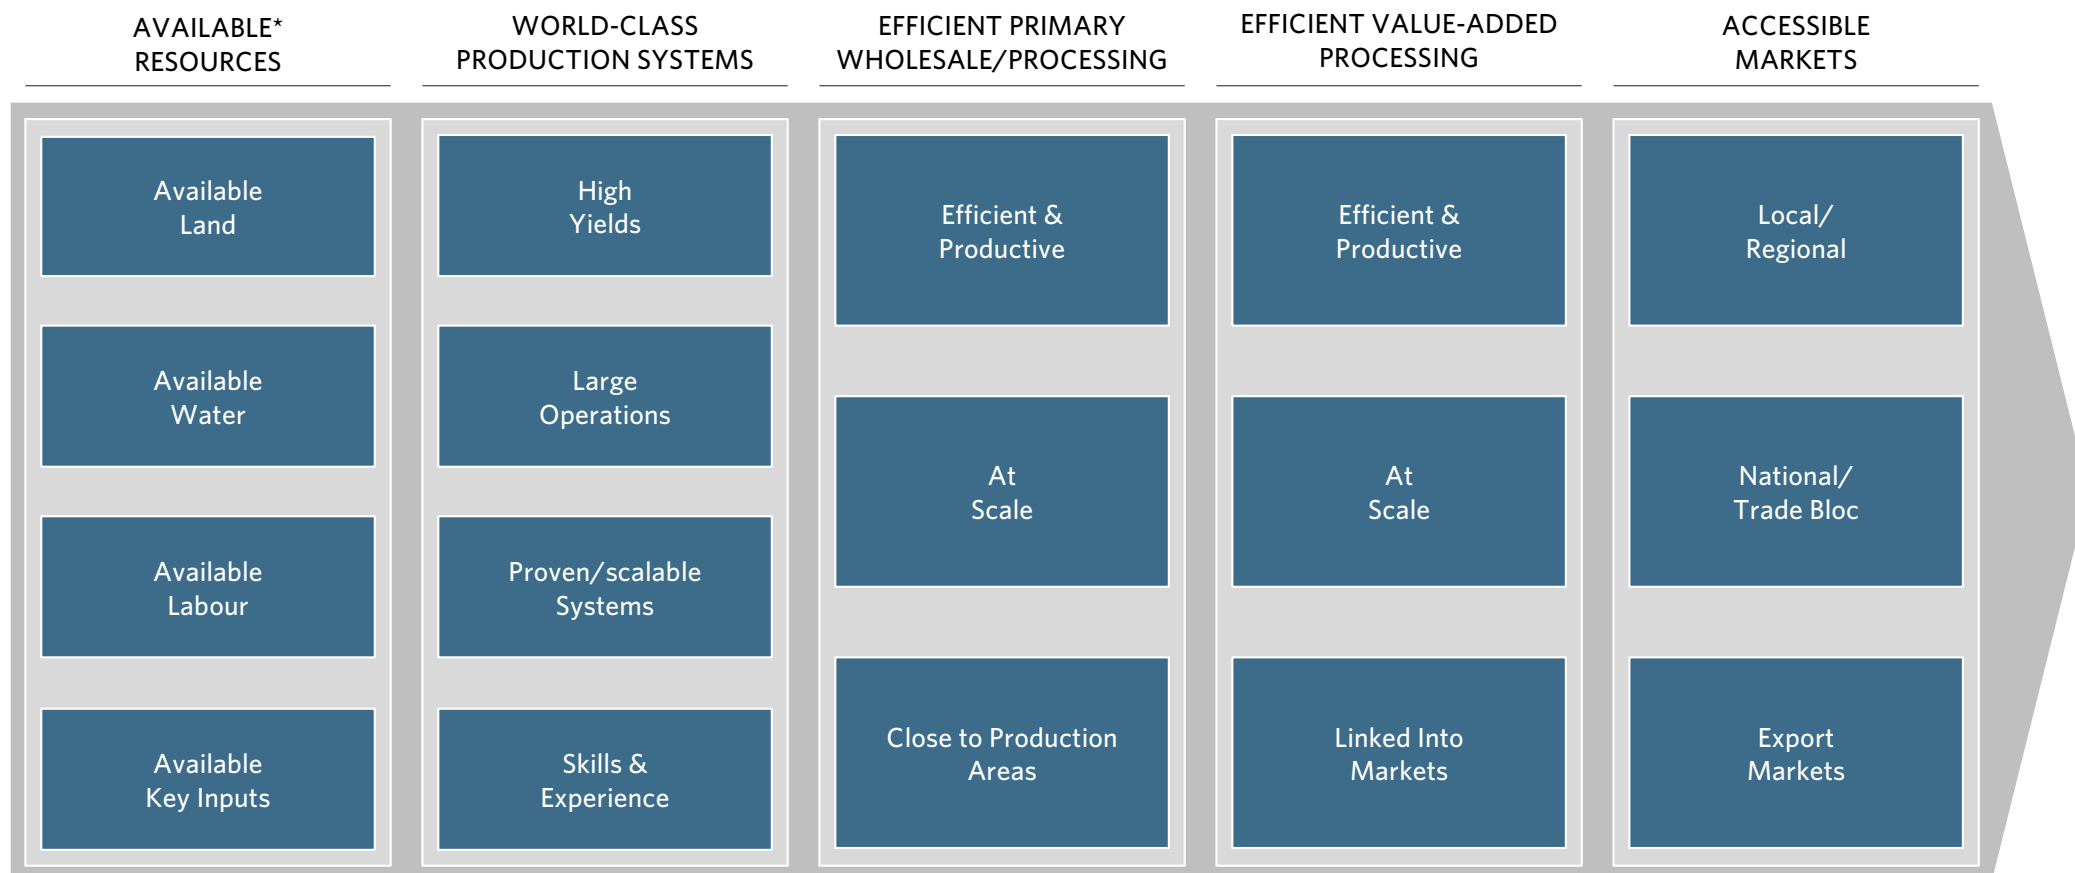 AVAILABLE*
RESOURCES
WORLD-CLASS
PRODUCTION SYSTEMS
EFFICIENT PRIMARY
WHOLESALE/PROCESSING
EFFICIENT VALUE-ADDED
PROCESSING
ACCESSIBLE
MARKETS
Available
Land
Available
Water
Available
Labour
Available
Key Inputs
High
Yields
Large
Operations
Proven/scalable
Systems
Skills &
Experience
Efficient &
Productive
At
Scale
Close to Production
Areas
Efficient &
Productive
At
Scale
Linked Into
Markets
Local/
Regional
National/
Trade Bloc
Export
Markets